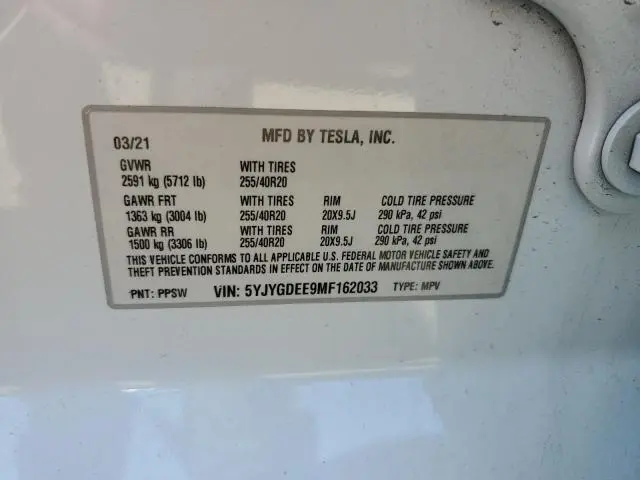 03/21 MFD BY TESLA, INC.
GVWR WITH TIRES
2591 kg (5712 lb) 255/40R20
GAWR FRT WITH TIRES RIM COLD TIRE PRESSURE
1363 kg (3004 lb) 255/40R20 20X9.5J 290 kPa, 42 psi
GAWR RR WITH TIRES RIM COLD TIRE PRESSURE
1500 kg (3306 lb) 255/40R20 20X9.5J 290 kPa, 42 psi
THIS VEHICLE CONFORMS TO ALL APPLICABLE U.S. FEDERAL MOTOR VEHICLE SAFETY AND
THEFT PREVENTION STANDARDS IN EFFECT ON THE DATE OF MANUFACTURE SHOWN ABOVE.
PNT: PPSW VIN: 5YJYGDEE9MF162033 TYPE: MPV